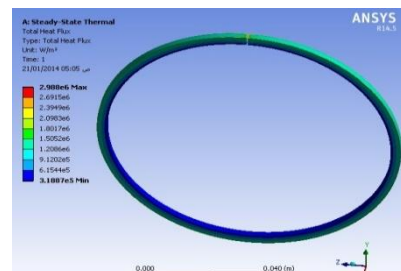 A: Steady-State Thermal
Total Heat Flux
Type: Total Heat Flux
Unit: W/m²
Time: 1
21/01/2014 05:05 ص
ANSYS
R14.5
2.988e6 Max
2.6915e6
2.3949e6
2.0983e6
1.8017e6
1.5052e6
1.2086e6
9.1202e5
6.1544e5
3.1887e5 Min
Y
Z
0.000
0.040 (m)